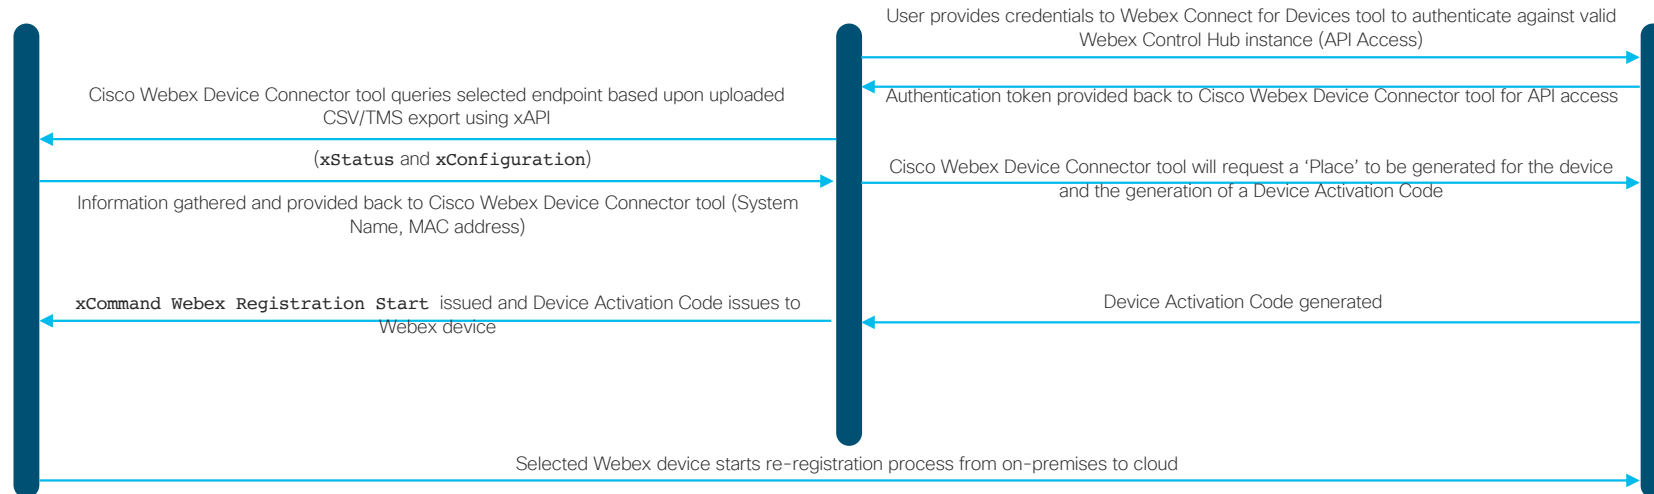 User provides credentials to Webex Connect for Devices tool to authenticate against valid
Webex Control Hub instance (API Access)
Cisco Webex Device Connector tool queries selected endpoint based upon uploaded
CSV/TMS export using xAPI
Authentication token provided back to Cisco Webex Device Connector tool for API access
(xStatus and xConfiguration)
Cisco Webex Device Connector tool will request a ‘Place’ to be generated for the device
and the generation of a Device Activation Code
Information gathered and provided back to Cisco Webex Device Connector tool (System
Name, MAC address)
xCommand Webex Registration Start issued and Device Activation Code issues to
Webex device
Device Activation Code generated
Selected Webex device starts re-registration process from on-premises to cloud